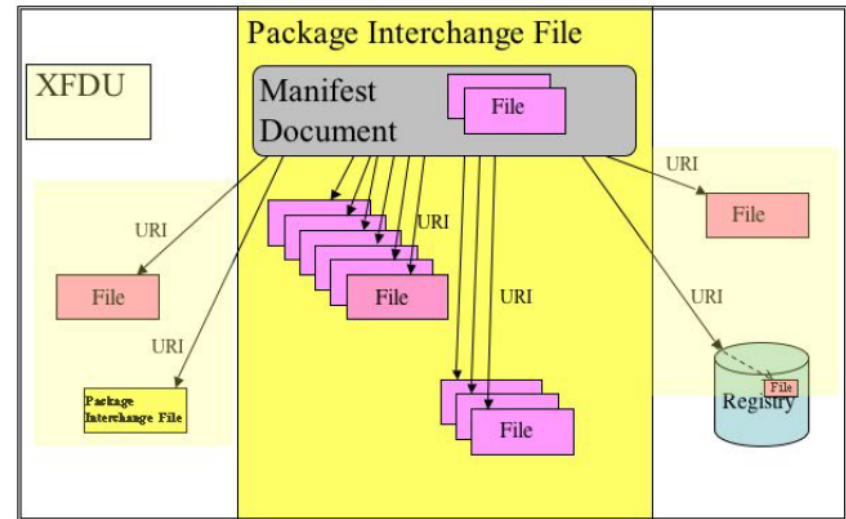 Package Interchange File
XFDU
Manifest
Document
File
URI
File
URI
File
URI
File
Package
Interchange File
URI
File
URI
File
URI
File
Registry